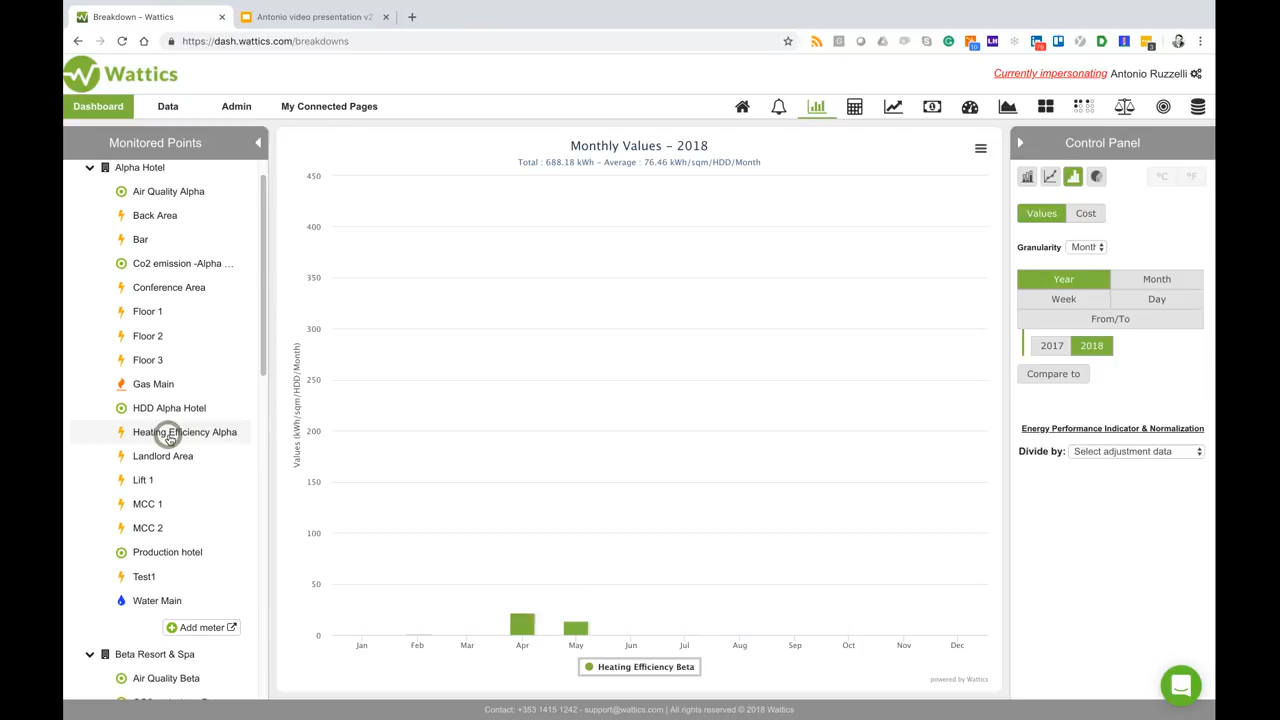 Breakdown - Wattics
Antonio video presentation v2
https://dash.wattics.com/breakdowns
10
LH
76
3
Wattics
Currently impersonating Antonio Ruzzelli
Dashboard
Data
Admin
My Connected Pages
Monitored Points
Alpha Hotel
Air Quality Alpha
Back Area
Bar
Co2 emission -Alpha ...
Conference Area
Floor 1
Floor 2
Floor 3
Gas Main
HDD Alpha Hotel
Heating Efficiency Alpha
Landlord Area
Lift 1
MCC 1
MCC 2
Production hotel
Test1
Water Main
Add meter
Beta Resort & Spa
Air Quality Beta
Monthly Values – 2018
Total : 688.18 kWh – Average : 76.46 kWh/sqm/HDD/Month
Values (kWh/sqm/HDD/Month)
450
400
350
300
250
200
150
100
50
0
Jan Feb Mar Apr May Jun Jul Aug Sep Oct Nov Dec
Heating Efficiency Beta
powered by Wattics
Control Panel
°C °F
Values Cost
Granularity Month
Year Month
Week Day
From/To
2017 2018
Compare to
Energy Performance Indicator & Normalization
Divide by: Select adjustment data
Contact: +353 1415 1242 - support@wattics.com | All rights reserved © 2018 Wattics